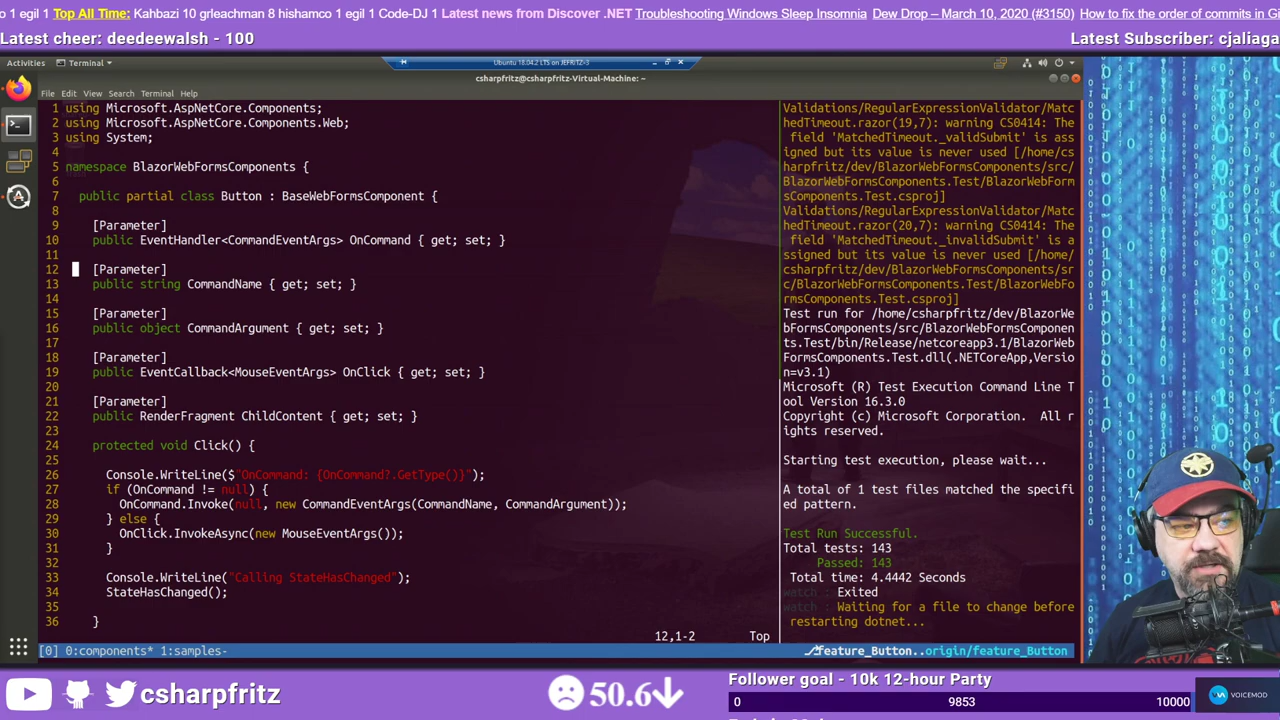 o 1 egil 1 Top All Time: Kahbazi 10 grleachman 8 hishamco 1 egil 1 Code-DJ 1 Latest news from Discover .NET Troubleshooting Windows Sleep Insomnia Dew Drop – March 10, 2020 (#3150) How to fix the order of commits in Gi
Latest cheer: deedeewalsh - 100
Latest Subscriber: cjaliaga
Activities
Terminal
Ubuntu 18.04.2 LTS on JEFRITZ-3
csharpfritz@csharpfritz-Virtual-Machine: ~
File Edit View Search Terminal Help
1 using Microsoft.AspNetCore.Components;
2 using Microsoft.AspNetCore.Components.Web;
3 using System;
4
5 namespace BlazorWebFormsComponents {
6
7 public partial class Button : BaseWebFormsComponent {
8
9 [Parameter]
10 public EventHandler<CommandEventArgs> OnCommand { get; set; }
11
12 [Parameter]
13 public string CommandName { get; set; }
14
15 [Parameter]
16 public object CommandArgument { get; set; }
17
18 [Parameter]
19 public EventCallback<MouseEventArgs> OnClick { get; set; }
20
21 [Parameter]
22 public RenderFragment ChildContent { get; set; }
23
24 protected void Click() {
25
26 Console.WriteLine($"OnCommand: {OnCommand?.GetType()}");
27 if (OnCommand != null) {
28 OnCommand.Invoke(null, new CommandEventArgs(CommandName, CommandArgument));
29 } else {
30 OnClick.InvokeAsync(new MouseEventArgs());
31 }
32
33 Console.WriteLine("Calling StateHasChanged");
34 StateHasChanged();
35
36 }
12,1-2 Top
Validations/RegularExpressionValidator/Matc
hedTimeout.razor(19,7): warning CS0414: The
field 'MatchedTimeout._validSubmit' is ass
igned but its value is never used [/home/cs
harpfritz/dev/BlazorWebFormsComponents/src/
BlazorWebFormsComponents.Test/BlazorWebForm
sComponents.Test.csproj]
Validations/RegularExpressionValidator/Matc
hedTimeout.razor(20,7): warning CS0414: The
field 'MatchedTimeout._invalidSubmit' is a
ssigned but its value is never used [/home/
csharpfritz/dev/BlazorWebFormsComponents/sr
c/BlazorWebFormsComponents.Test/BlazorWebFo
rmsComponents.Test.csproj]
Test run for /home/csharpfritz/dev/BlazorWe
bFormsComponents/src/BlazorWebFormsComponen
ts.Test/bin/Release/netcoreapp3.1/BlazorWeb
FormsComponents.Test.dll(.NETCoreApp,Versio
n=v3.1)
Microsoft (R) Test Execution Command Line T
ool Version 16.3.0
Copyright (c) Microsoft Corporation. All r
ights reserved.
Starting test execution, please wait...
A total of 1 test files matched the specifi
ed pattern.
Test Run Successful.
Total tests: 143
Passed: 143
Total time: 4.4442 Seconds
watch : Exited
watch : Waiting for a file to change before
restarting dotnet...
[0] 0:components* 1:samples-
feature_Button..origin/feature_Button
csharpfritz
50.6
Follower goal - 10k 12-hour Party
0 9853 10000
VOICEMOD